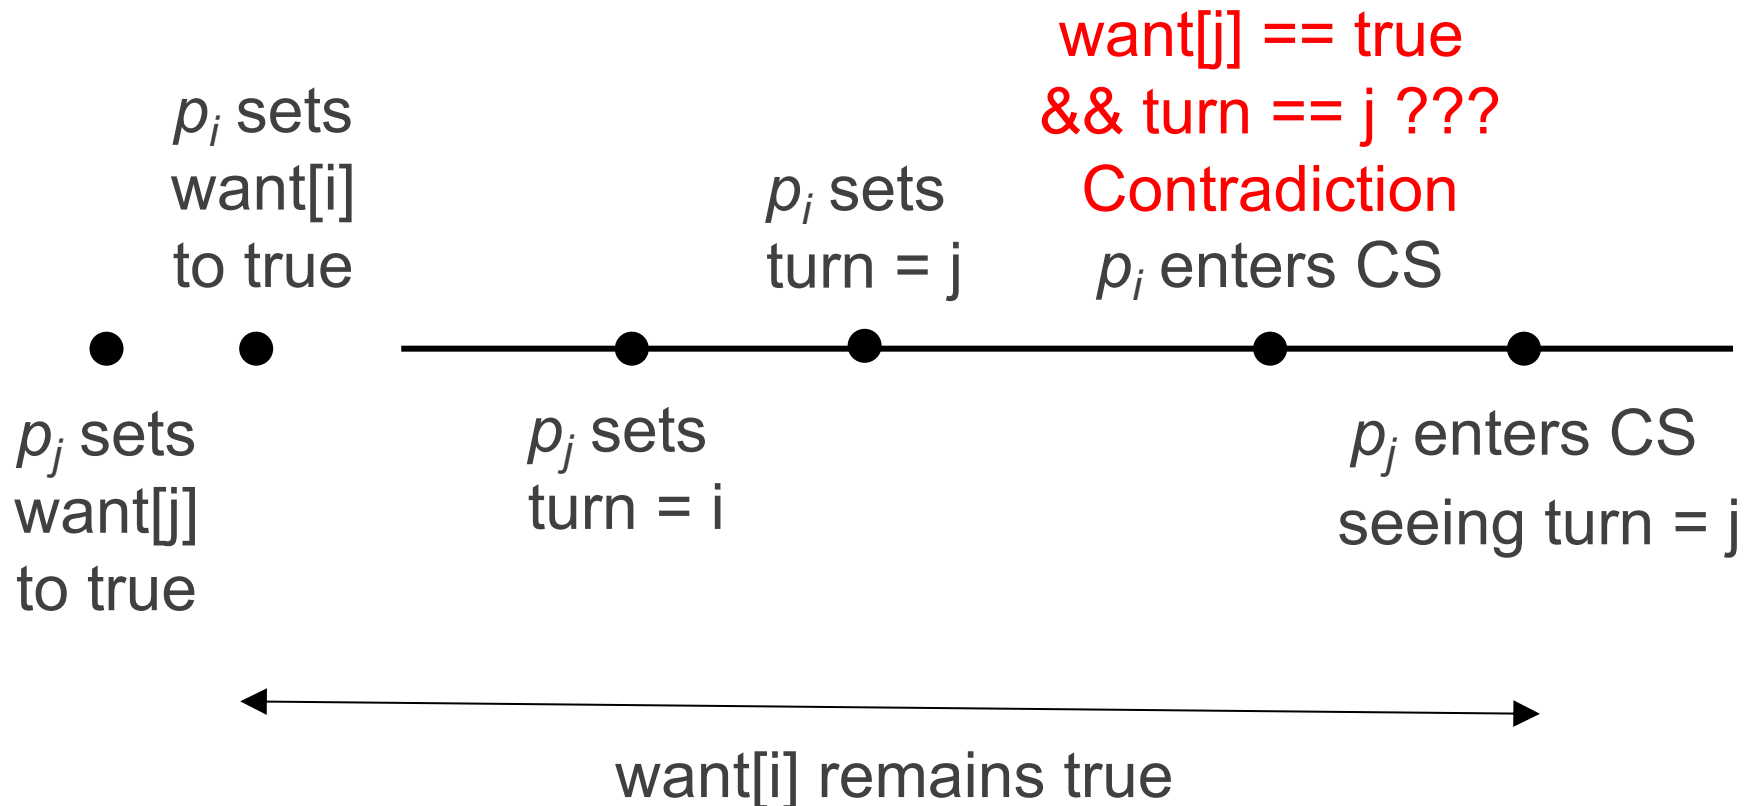 want[j] == true
&& turn == j ???
Contradiction
pi sets
want[i]
to true
pi sets
turn = j
pi enters CS
pj sets
want[j]
to true
pj sets
turn = i
pj enters CS
seeing turn = j
want[i] remains true